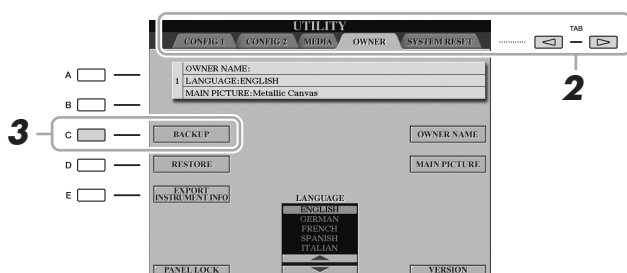 UTILITY
CONFIG 1 CONFIG 2 MEDIA OWNER SYSTEM RESET
TAB
2
OWNER NAME:
1 LANGUAGE:ENGLISH
MAIN PICTURE:Metallic Canvas
A
B
3 C BACKUP OWNER NAME
D RESTORE MAIN PICTURE
E EXPORT
INSTRUMENT INFO
LANGUAGE
ENGLISH
GERMAN
FRENCH
SPANISH
ITALIAN
PANEL LOCK VERSION